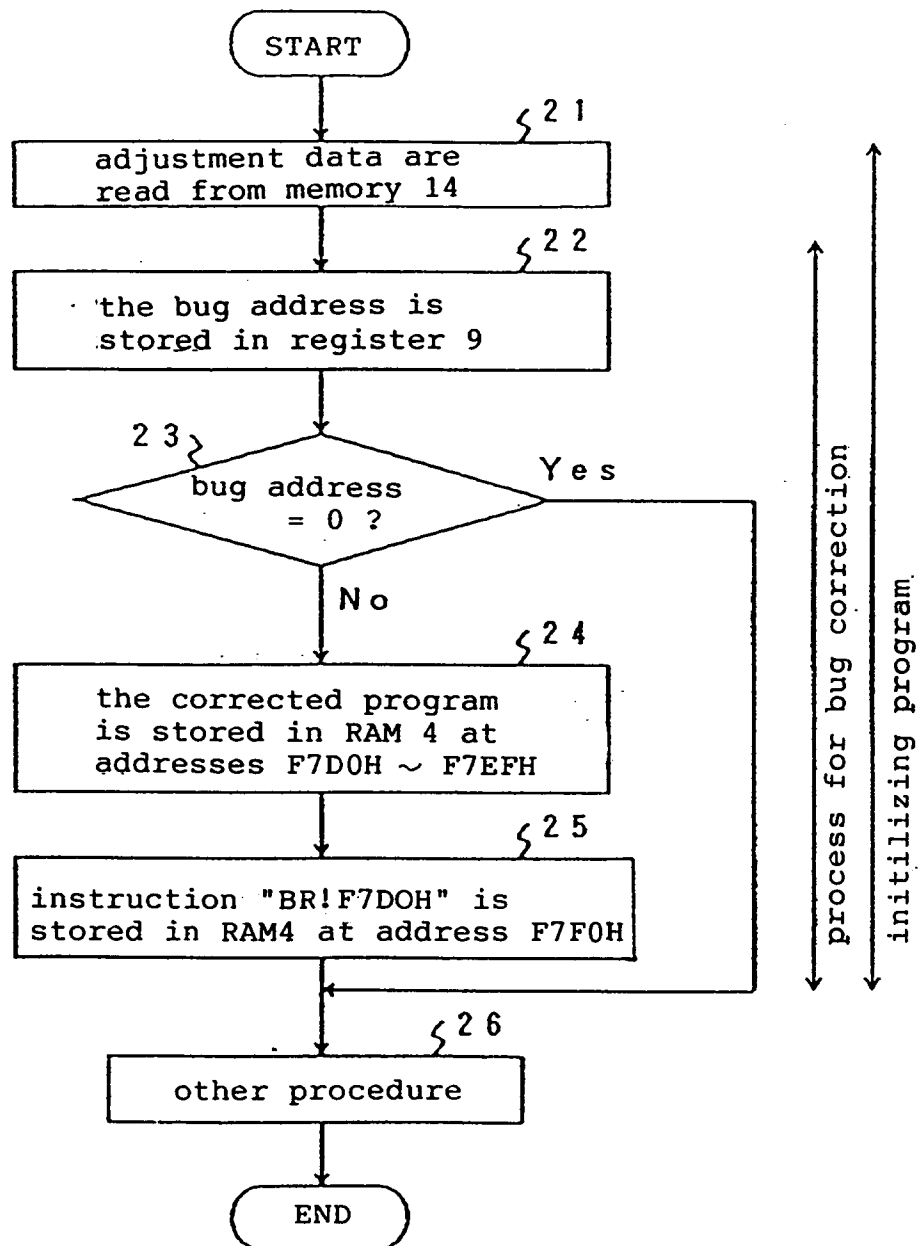 START
21
adjustment data are
read from memory 14
22
the bug address is
stored in register 9
23
bug address
= 0 ?
Yes
No
24
the corrected program
is stored in RAM 4 at
addresses F7D0H ~ F7EFH
25
instruction "BR!F7DOH" is
stored in RAM4 at address F7F0H
26
other procedure
END
process for bug correction
initilizing program